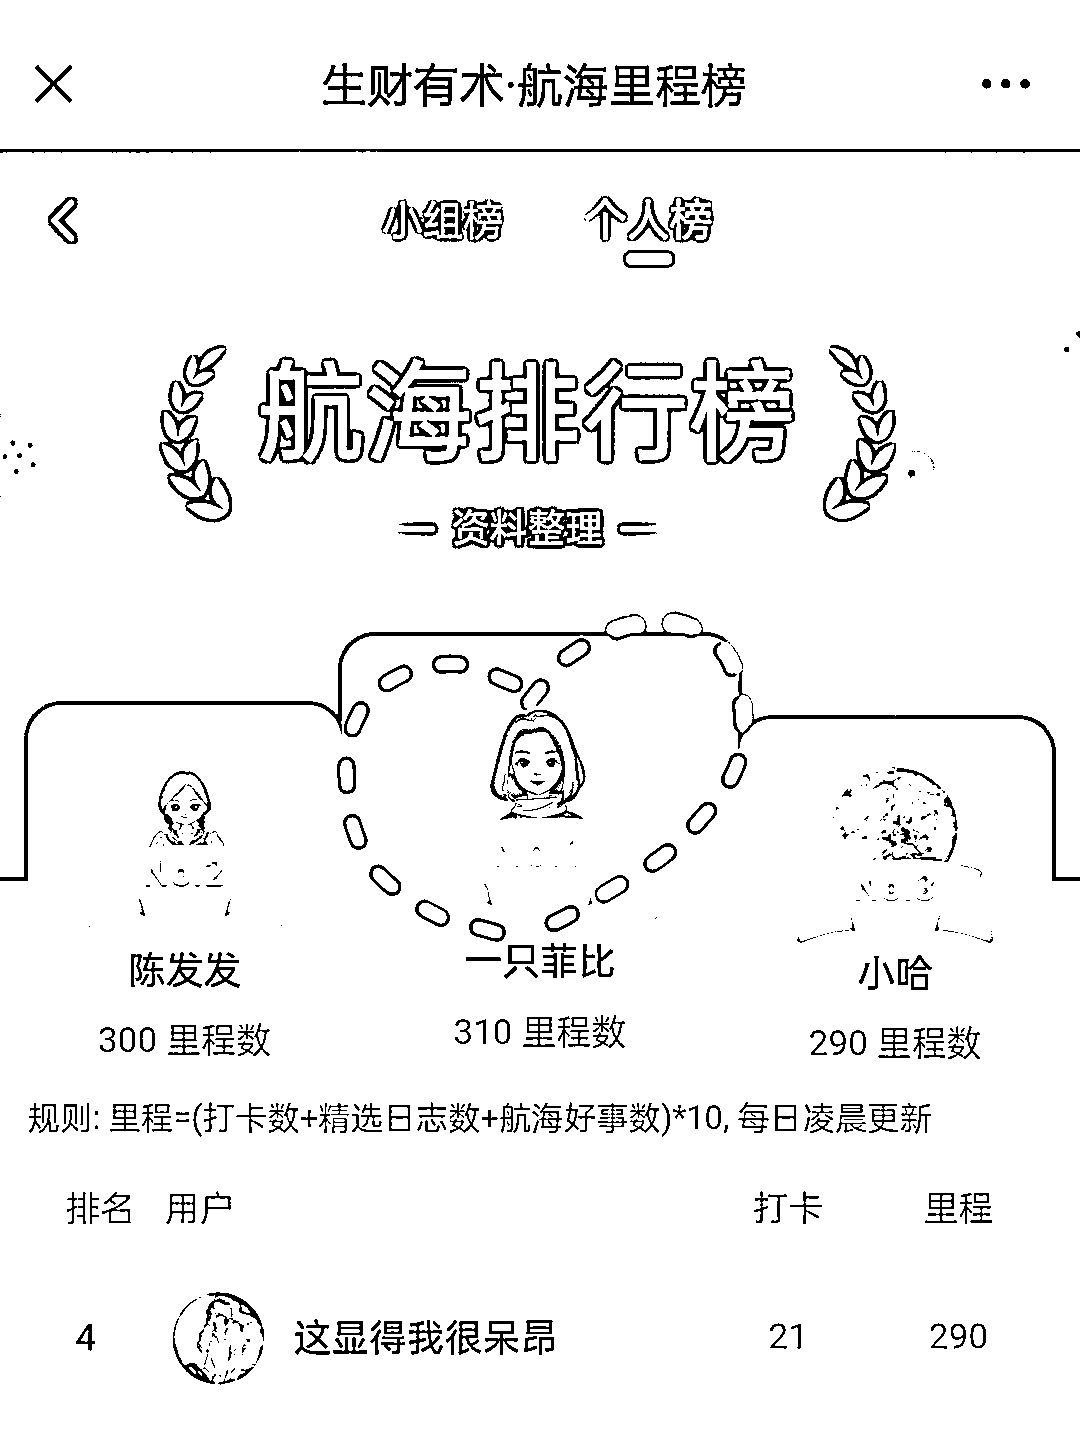 生财有术·航海里程榜
小组榜 个人榜
航海排行榜
资料整理
No.2
No.3
陈发发
一只菲比
小哈
300 里程数
310 里程数
290 里程数
规则: 里程=(打卡数+精选日志数+航海好事数)*10, 每日凌晨更新
排名 用户 打卡 里程
4 这显得我很呆昂 21 290